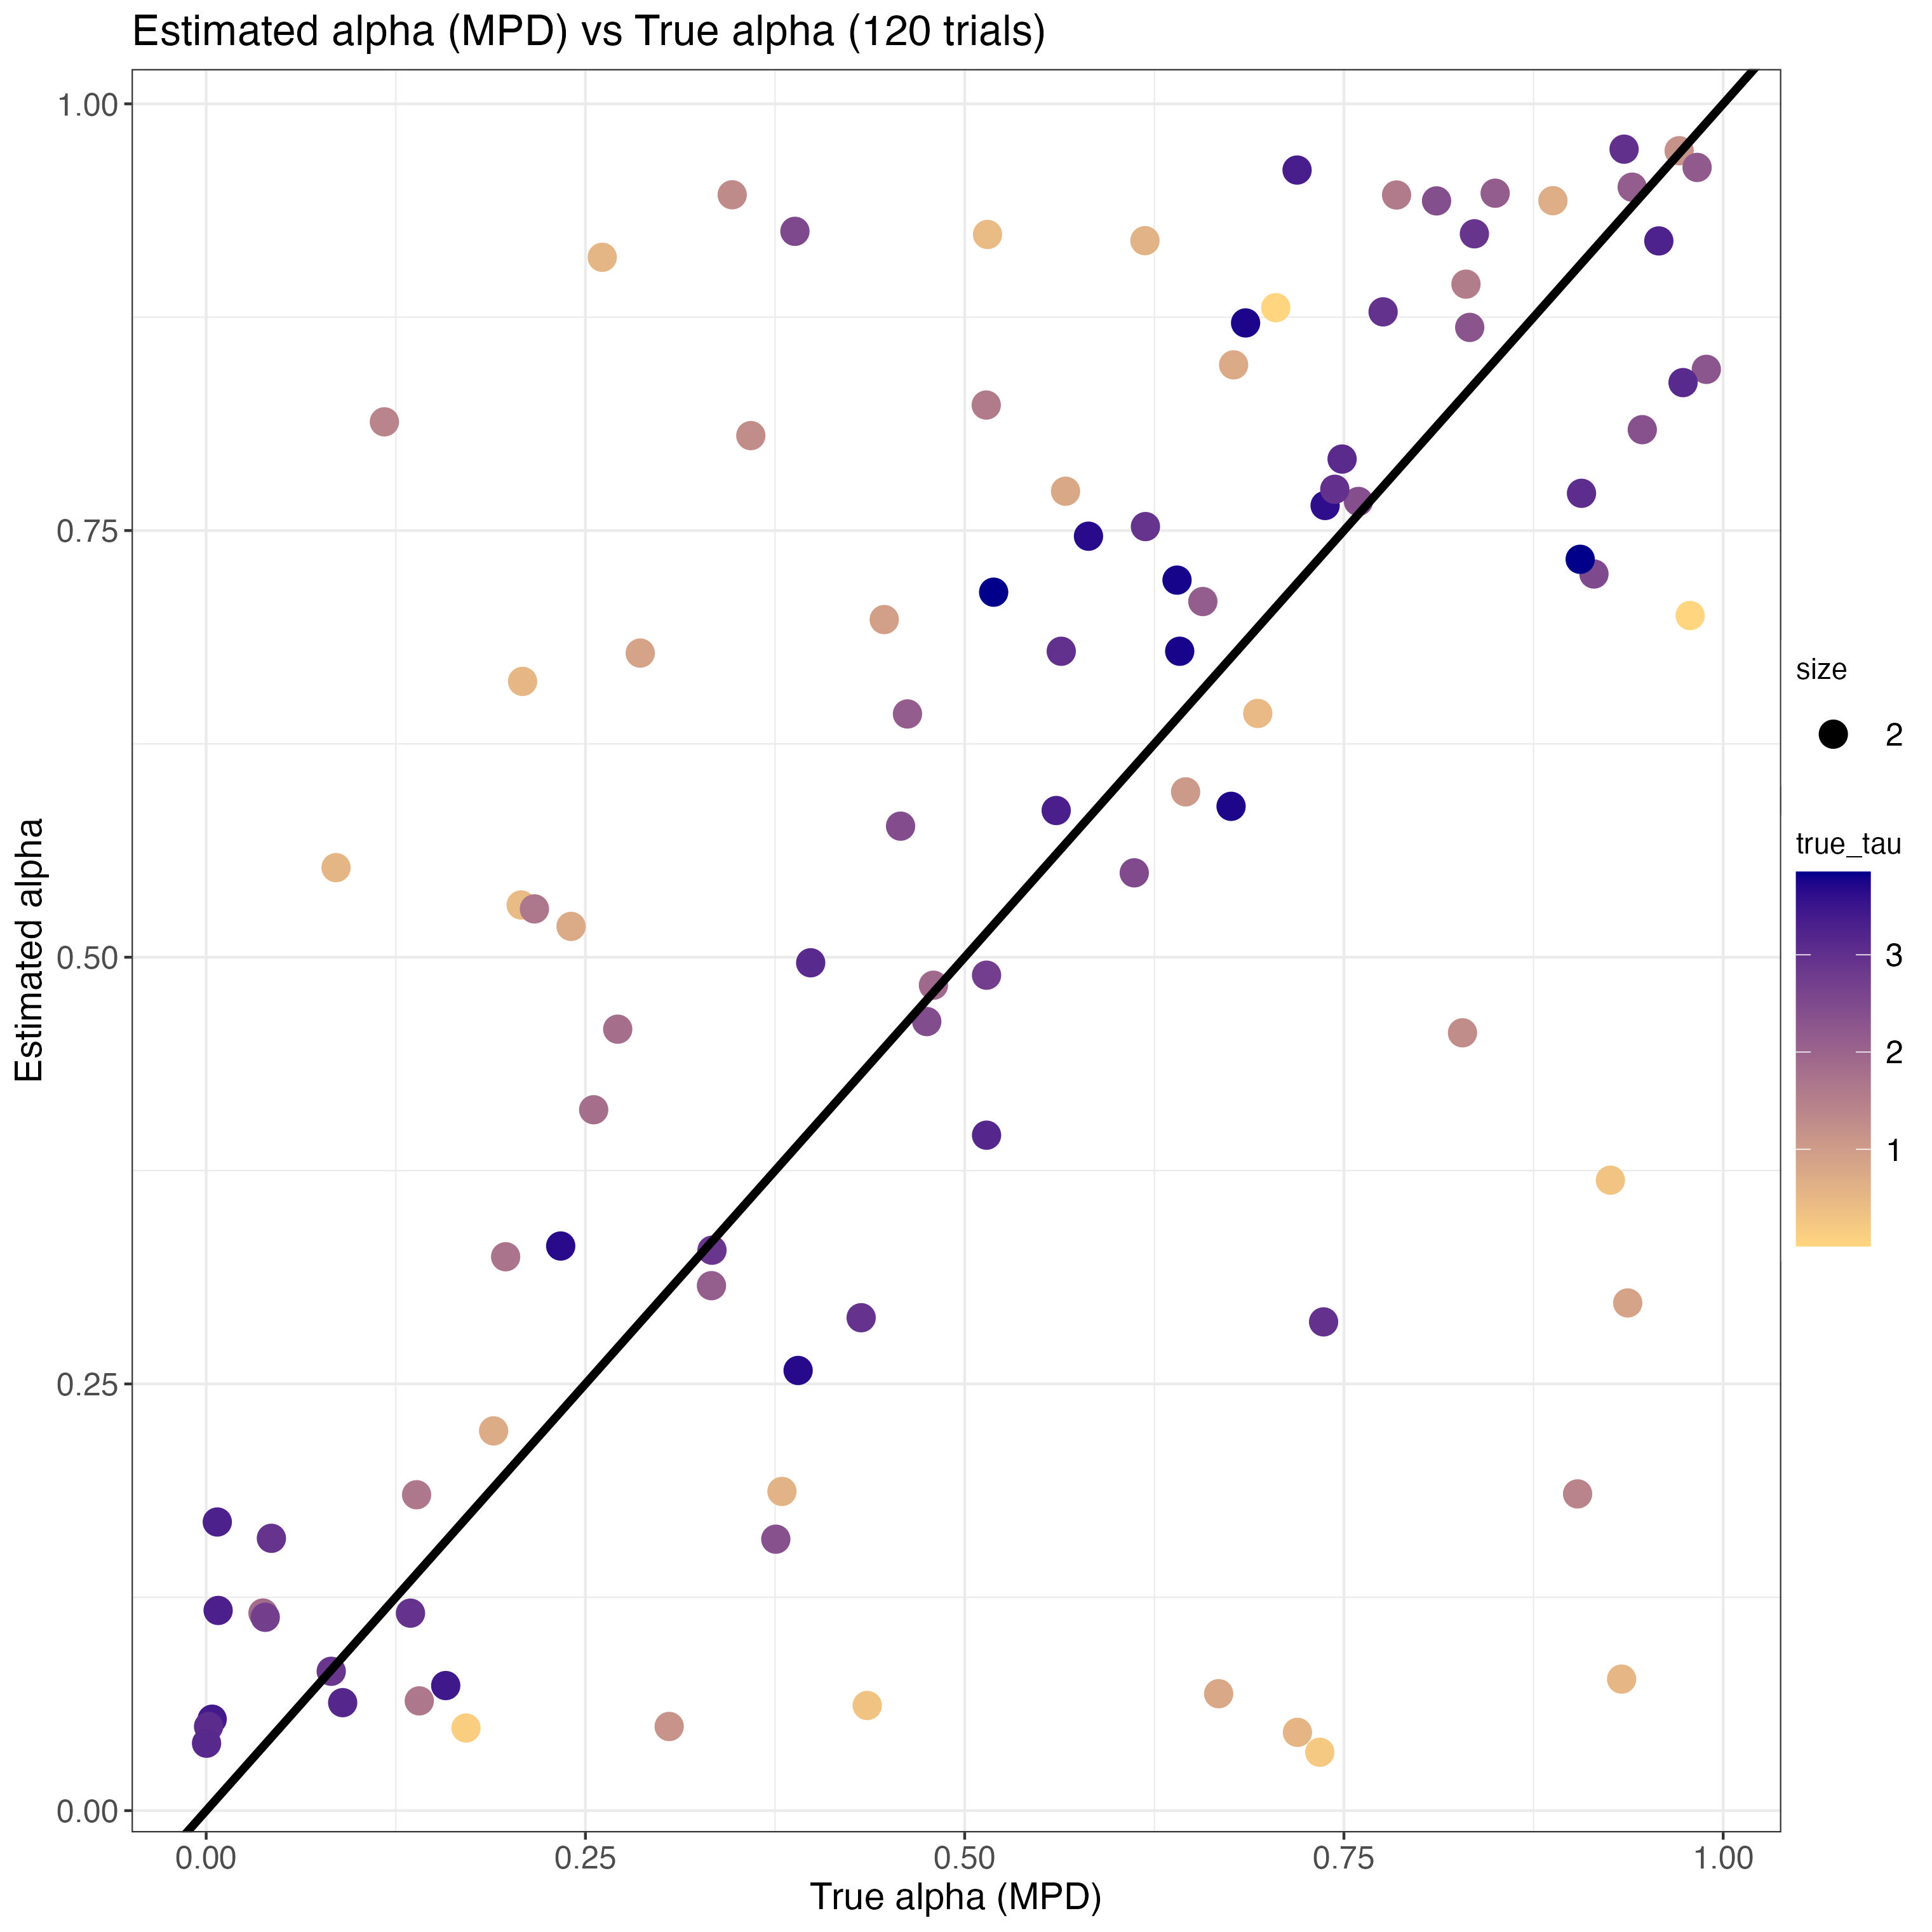 Estimated alpha (MPD) vs True alpha (120 trials)
1.00
0.75
0.50
0.25
0.00
Estimated alpha
0.00 0.25 0.50 0.75 1.00
True alpha (MPD)
size
2
true_tau
3
2
1